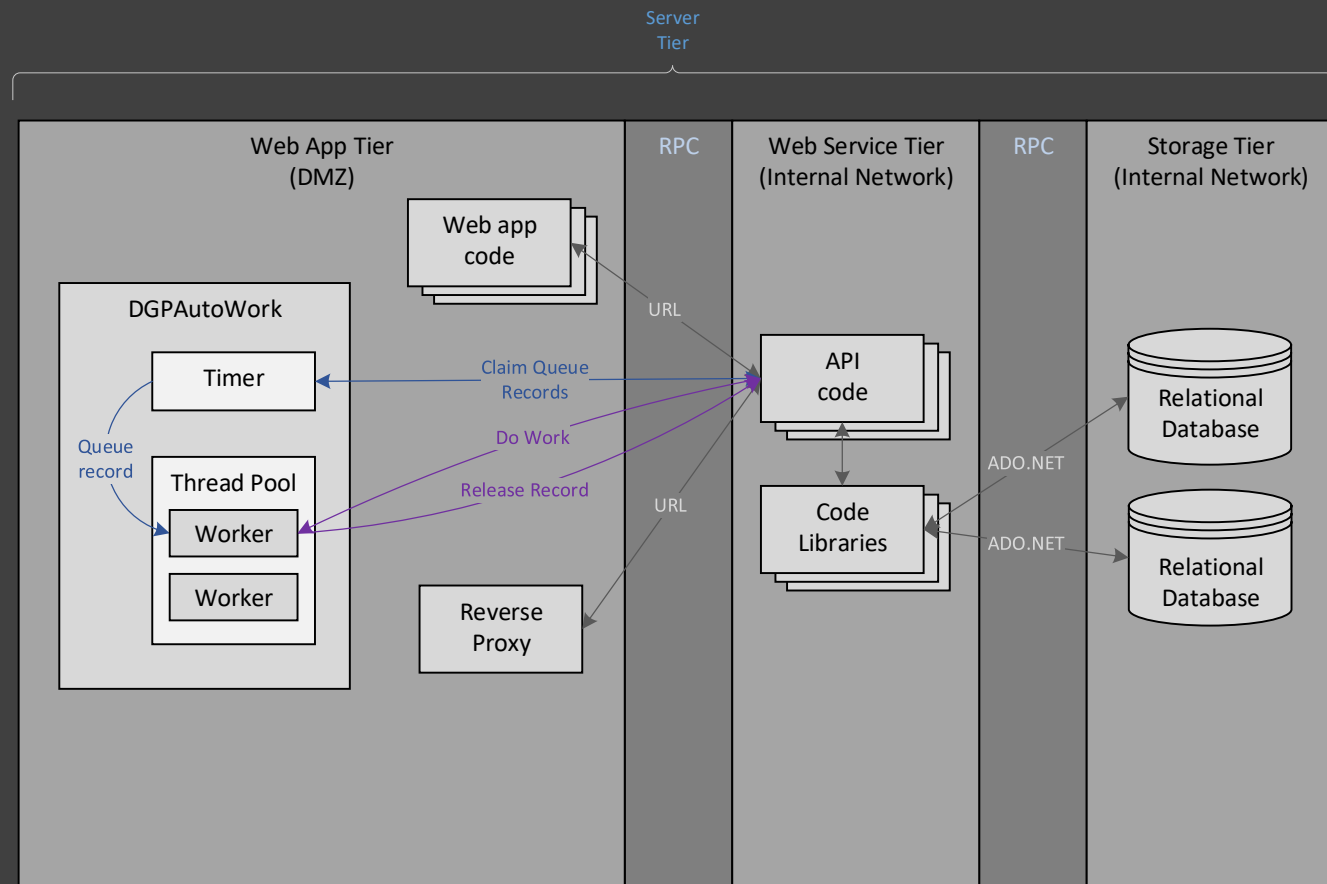 Server
Tier
Web App Tier
(DMZ)
RPC
Web Service Tier
(Internal Network)
RPC
Storage Tier
(Internal Network)
Web app
code
DGPAutoWork
Timer
Queue
record
Thread Pool
Worker
Worker
Claim Queue
Records
Do Work
Release Record
Reverse
Proxy
URL
URL
API
code
Code
Libraries
ADO.NET
ADO.NET
Relational
Database
Relational
Database